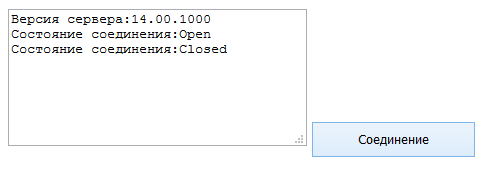 Версия сервера:14.00.1000
Состояние соединения:Open
Состояние соединения:Closed
Соединение